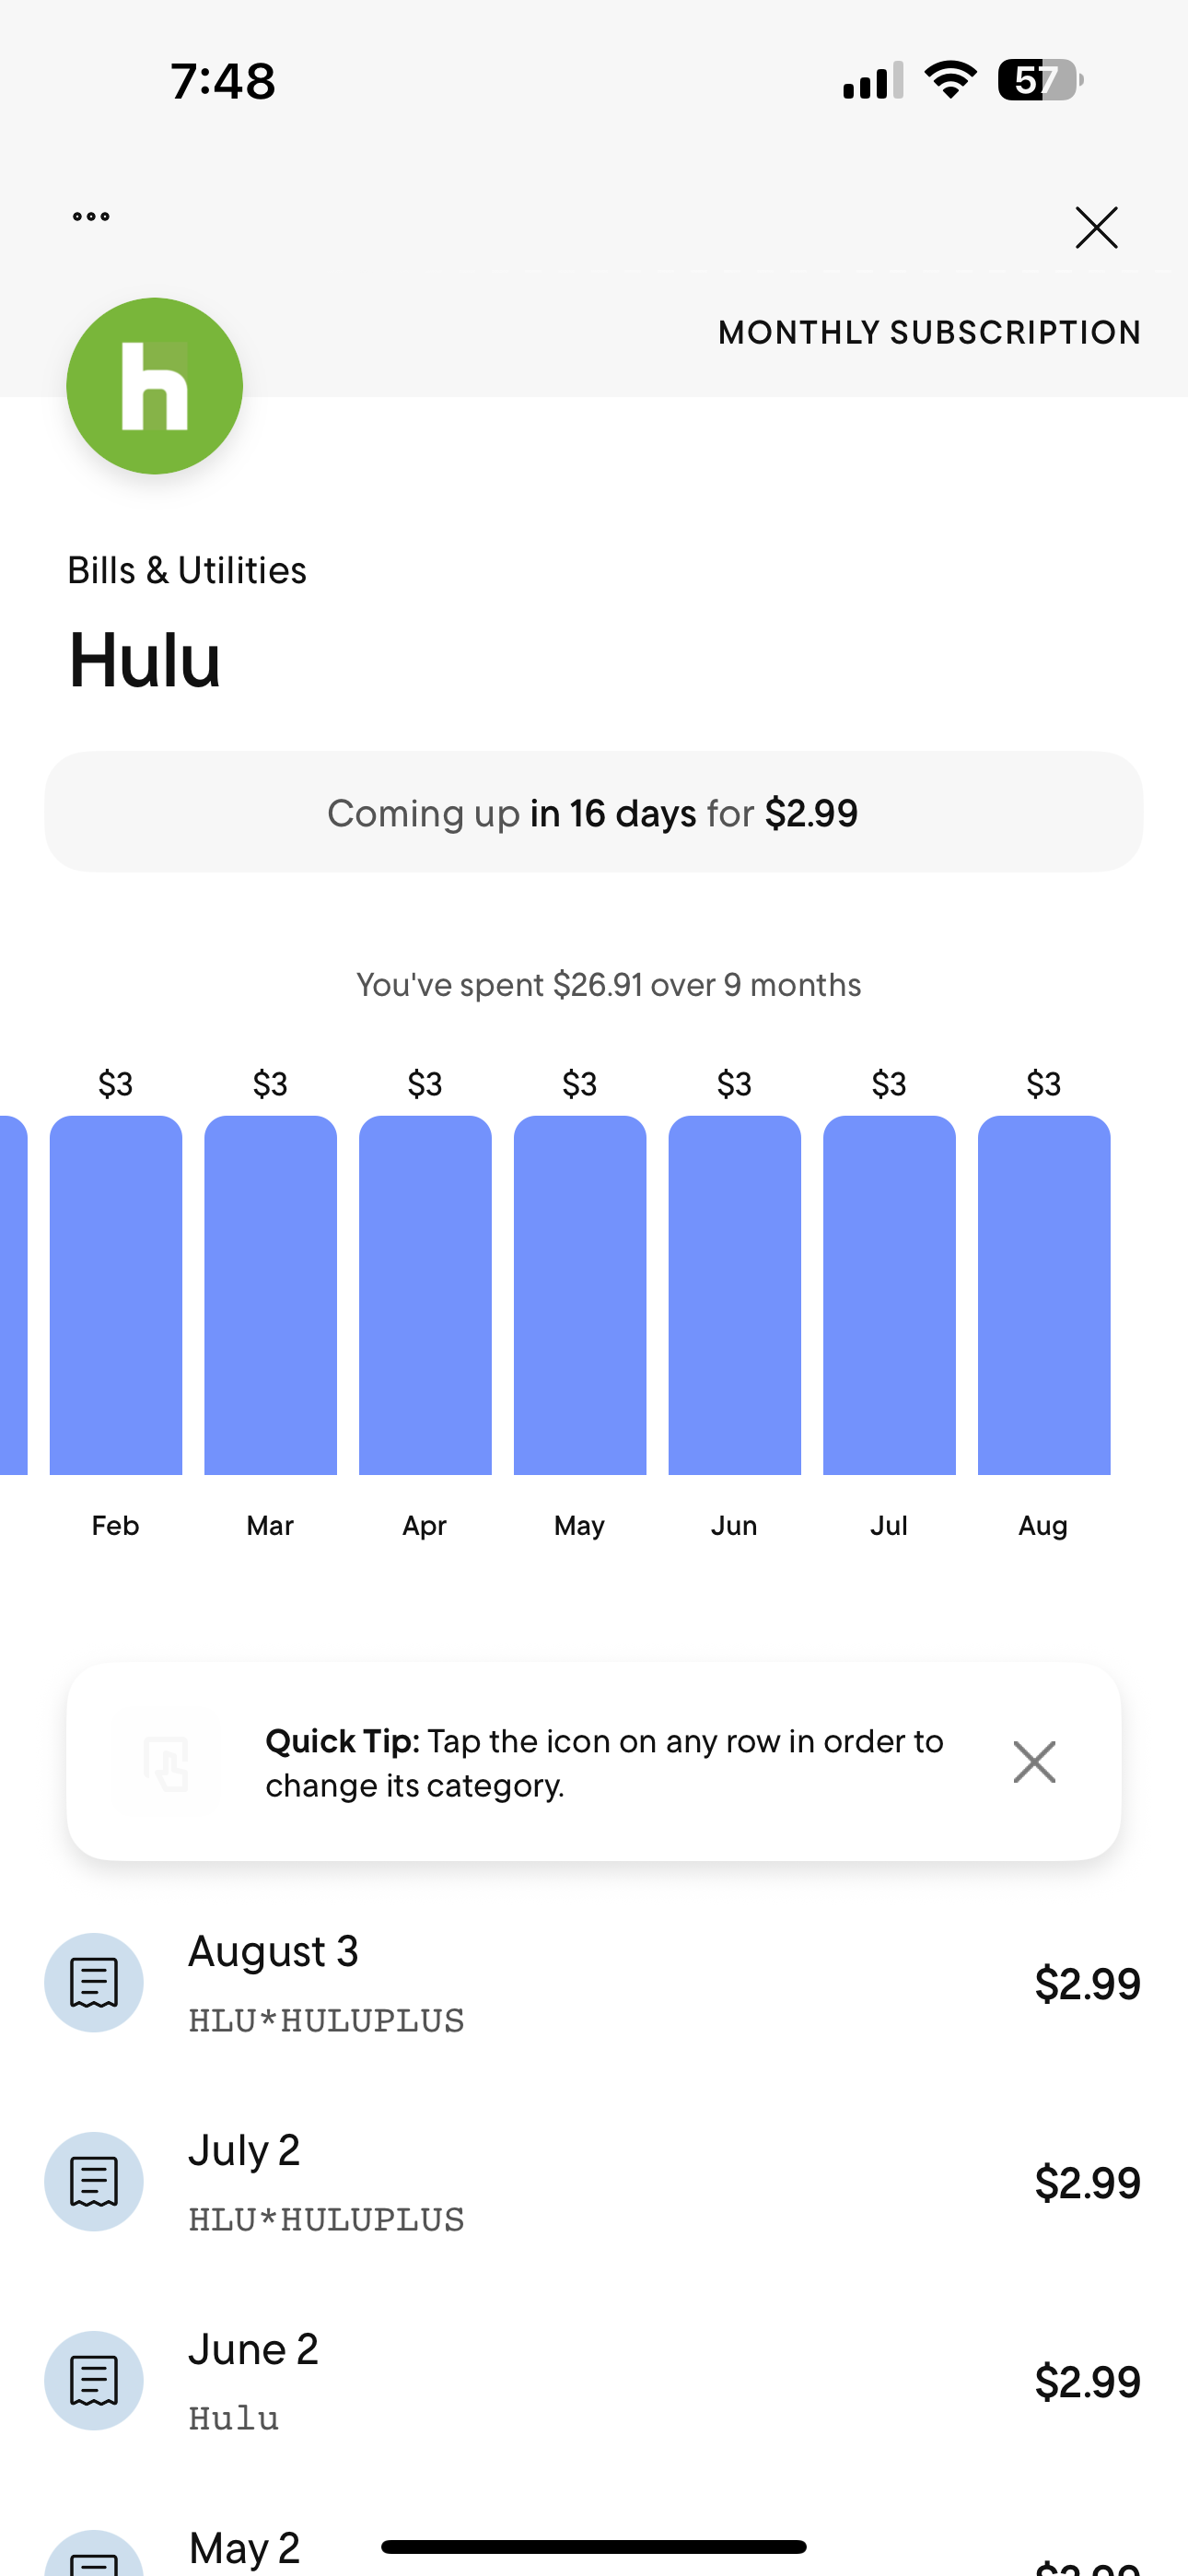 7:48
57
MONTHLY SUBSCRIPTION
h
Bills & Utilities
Hulu
Coming up in 16 days for $2.99
You've spent $26.91 over 9 months
$3 $3 $3 $3 $3 $3 $3
Feb Mar Apr May Jun Jul Aug
Quick Tip: Tap the icon on any row in order to
change its category.
August 3
$2.99
HLU*HULUPLUS
July 2
$2.99
HLU*HULUPLUS
June 2
$2.99
Hulu
May 2